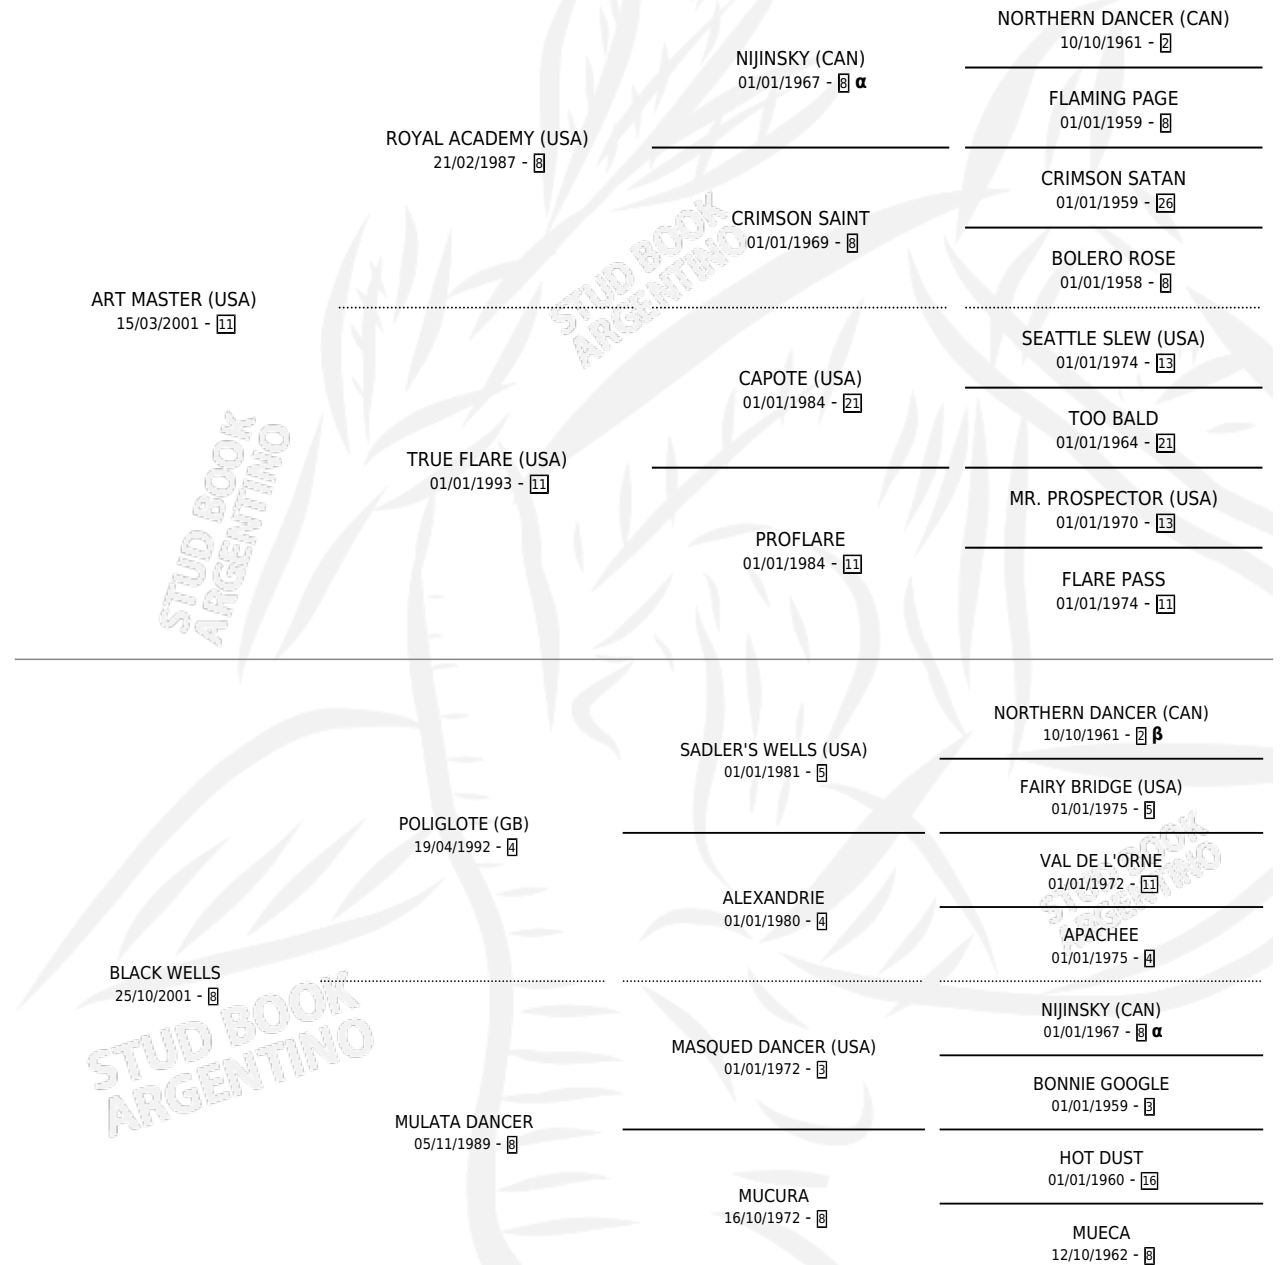 NORTHERN DANCER (CAN)
10/10/1961 - 2
NIJINSKY (CAN)
01/01/1967 - 8 α
FLAMING PAGE
01/01/1959 - 8
ROYAL ACADEMY (USA)
21/02/1987 - 8
CRIMSON SATAN
01/01/1959 - 26
CRIMSON SAINT
01/01/1969 - 8
BOLERO ROSE
01/01/1958 - 8
STUD BOOK
ARGENTINO
ART MASTER (USA)
15/03/2001 - 11
SEATTLE SLEW (USA)
01/01/1974 - 13
CAPOTE (USA)
01/01/1984 - 21
TOO BALD
01/01/1964 - 21
TRUE FLARE (USA)
01/01/1993 - 11
MR. PROSPECTOR (USA)
01/01/1970 - 13
PROFLARE
01/01/1984 - 11
FLARE PASS
01/01/1974 - 11
STUD BOOK
ARGENTINO
NORTHERN DANCER (CAN)
10/10/1961 - 2 β
SADLER'S WELLS (USA)
01/01/1981 - 5
FAIRY BRIDGE (USA)
01/01/1975 - 5
POLIGLOTE (GB)
19/04/1992 - 4
VAL DE L'ORNE
01/01/1972 - 11
ALEXANDRIE
01/01/1980 - 4
APACHEE
01/01/1975 - 4
STUD BOOK
ARGENTINO
BLACK WELLS
25/10/2001 - 8
NIJINSKY (CAN)
01/01/1967 - 8 α
MASQUED DANCER (USA)
01/01/1972 - 3
BONNIE GOOGLE
01/01/1959 - 3
MULATA DANCER
05/11/1989 - 8
HOT DUST
01/01/1960 - 16
MUCURA
16/10/1972 - 8
MUECA
12/10/1962 - 8
STUD BOOK
ARGENTINO